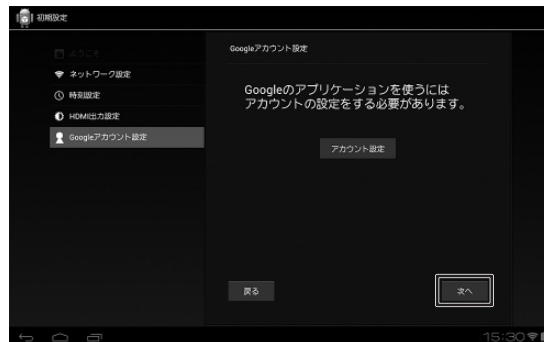 初期設定
ようこそ
ネットワーク設定
時刻設定
HDMI出力設定
Googleアカウント設定
Googleアカウント設定
Googleのアプリケーションを使うには
アカウントの設定をする必要があります。
アカウント設定
戻る
次へ
15:30